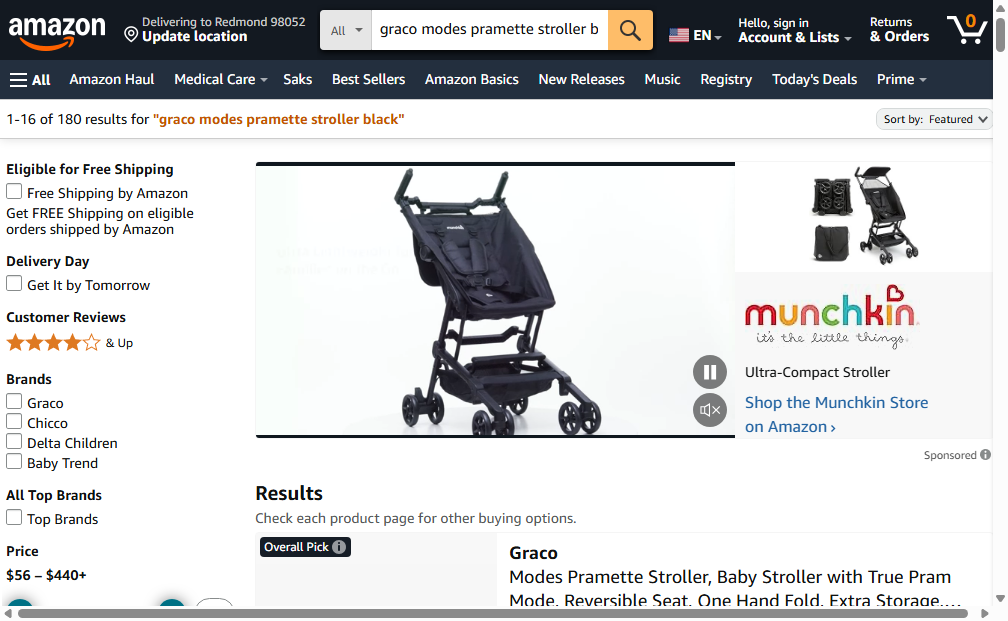 amazon
Delivering to Redmond 98052
Update location
All
graco modes pramette stroller b
EN
Hello, sign in
Account & Lists
Returns
& Orders
0
All
Amazon Haul
Medical Care
Saks
Best Sellers
Amazon Basics
New Releases
Music
Registry
Today's Deals
Prime
1-16 of 180 results for "graco modes pramette stroller black"
Sort by: Featured
Eligible for Free Shipping
Free Shipping by Amazon
Get FREE Shipping on eligible
orders shipped by Amazon
Delivery Day
Get It by Tomorrow
Customer Reviews
& Up
Brands
Graco
Chicco
Delta Children
Baby Trend
All Top Brands
Top Brands
Price
$56 – $440+
munchkin
munchkin
it's the little things.
Ultra-Compact Stroller
Shop the Munchkin Store
on Amazon ›
Sponsored
Results
Check each product page for other buying options.
Overall Pick
Graco
Modes Pramette Stroller, Baby Stroller with True Pram
Mode, Reversible Seat, One Hand Fold, Extra Storage,...